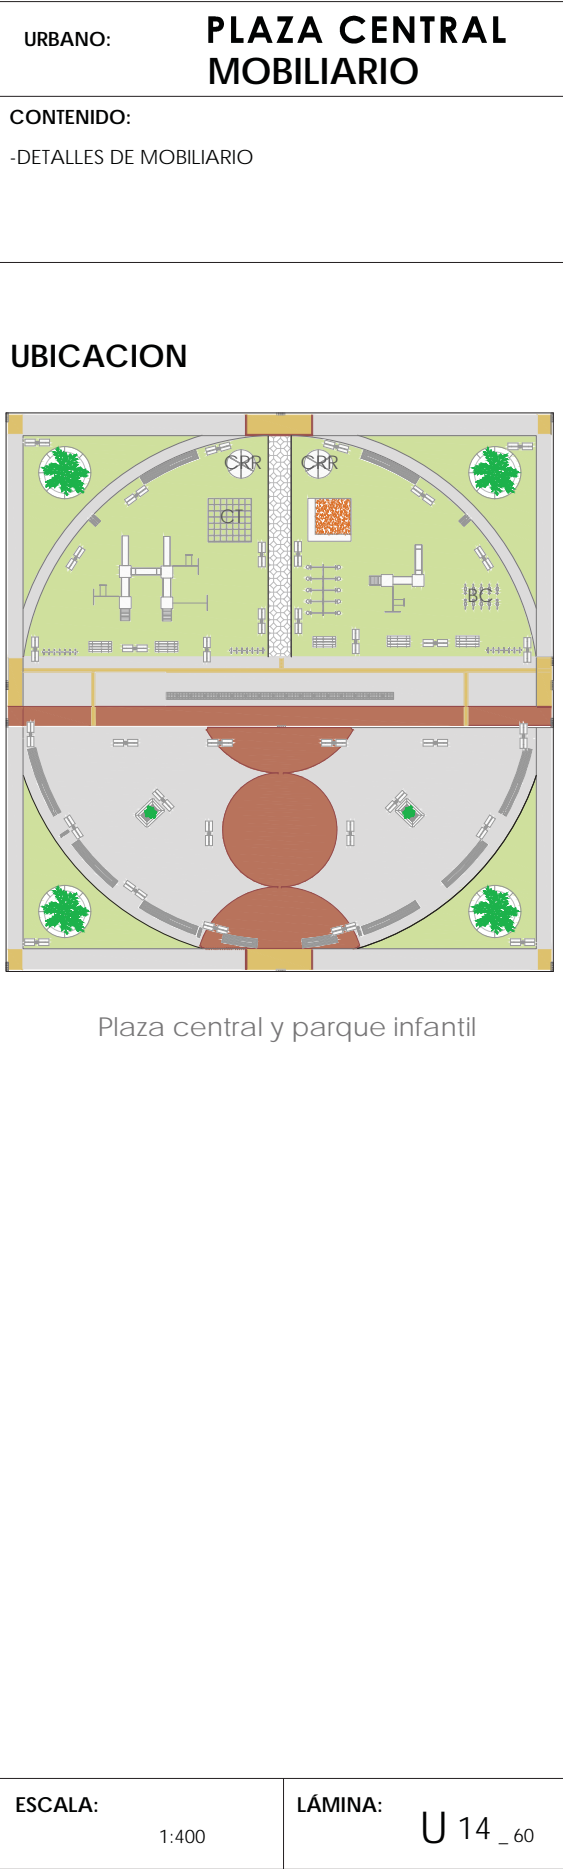 URBANO:
PLAZA CENTRAL
MOBILIARIO
CONTENIDO:
-DETALLES DE MOBILIARIO
UBICACION
CRR CRR
CT
BC
Plaza central y parque infantil
ESCALA:
1:400
LÁMINA:
U 14 _ 60